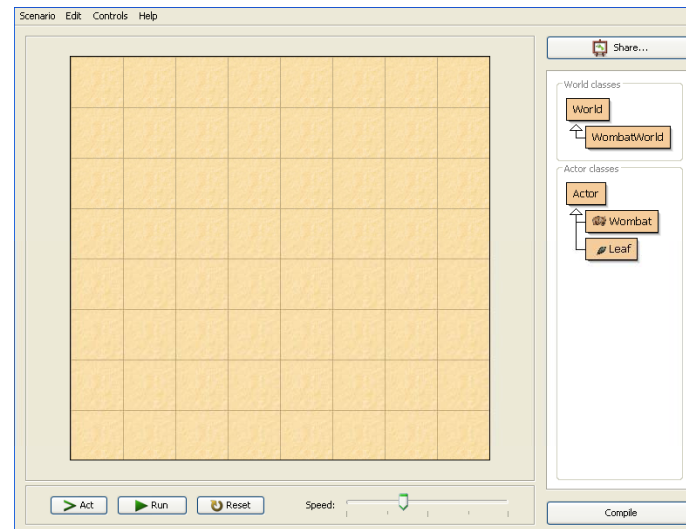 Scenario Edit Controls Help
Share...
World classes
World
WombatWorld
Actor classes
Actor
Wombat
Leaf
Act Run Reset Speed:
Compile